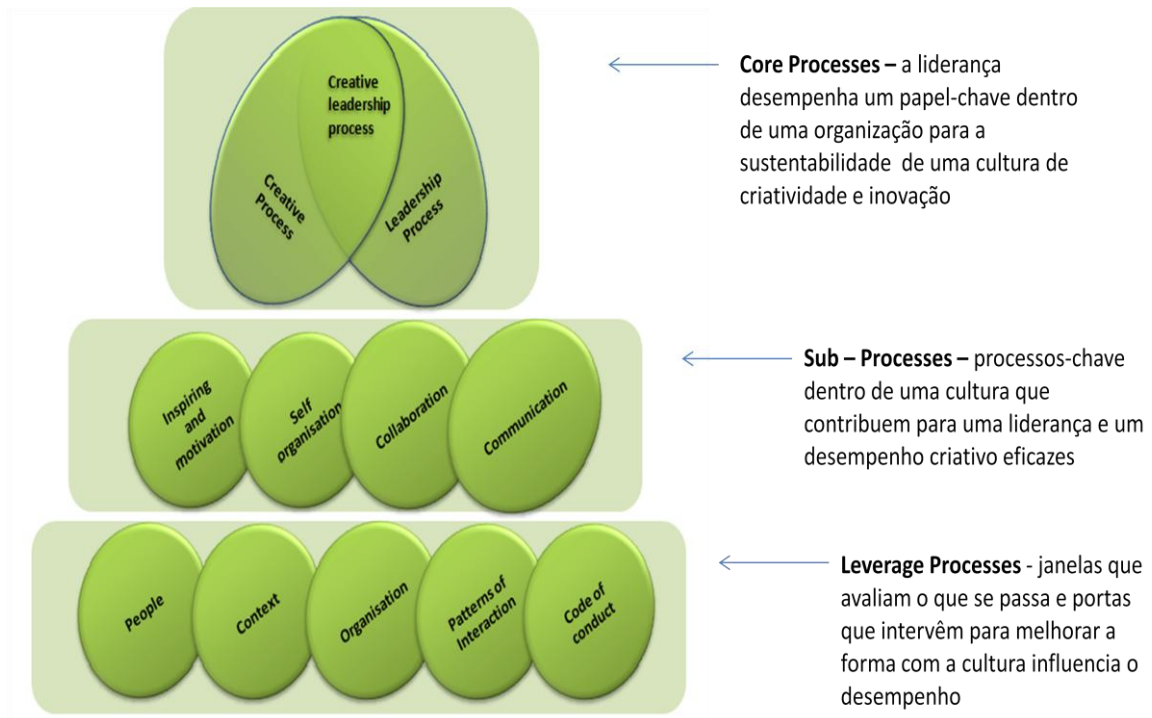 Creative
leadership
process
Creative
Process
Leadership
Process
Core Processes – a liderança
desempenha um papel-chave dentro
de uma organização para a
sustentabilidade de uma cultura de
criatividade e inovação
Inspiring
and
motivation
Self
organisation
Collaboration
Communication
Sub – Processes – processos-chave
dentro de uma cultura que
contribuem para uma liderança e um
desempenho criativo eficazes
People
Context
Organisation
Patterns of
Interaction
Code of
conduct
Leverage Processes - janelas que
avaliam o que se passa e portas
que intervêm para melhorar a
forma com a cultura influencia o
desempenho